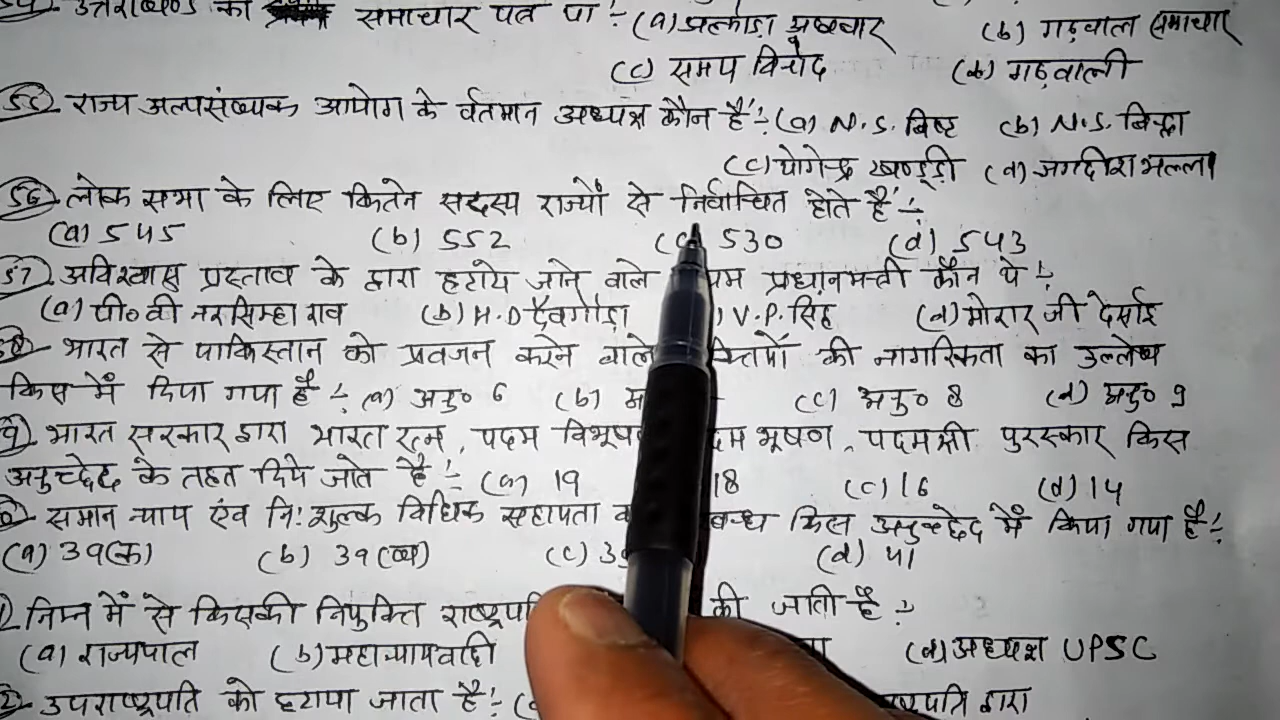 उत्तराखण्ड का समाचार पत्र था :- (a) अल्मोड़ा अखबार (b) गढ़वाल समाचार
(c) समय विनोद (d) गढ़वाली
55 राज्य अल्पसंख्यक आयोग के वर्तमान अध्यक्ष कौन हैं :- (a) N.S. बिष्ट (b) N.S. बिन्द्रा
(c) योगेन्द्र खण्डूड़ी (d) जगदीश भल्ला
56 लोक सभा के लिए कितने सदस्य राज्यों से निर्वाचित होते हैं :-
(a) 545 (b) 552 (c) 530 (d) 543
57 अविश्वास प्रस्ताव के द्वारा हटाये जाने वाले प्रधानमन्त्री कौन थे :-
(a) पी० वी नरसिम्हा राव (b) H.D दैवगौड़ा V.P. सिंह (d) मोरार जी देसाई
58 भारत से पाकिस्तान को प्रवजन करने वाले की नागरिकता का उल्लेख
किस में दिया गया है :- (a) अनु० 6 (b) (c) अनु० 8 (d) अनु० 9
भारत सरकार द्वारा भारत रत्न, पदम विभूषण भूषण, पदमश्री पुरस्कार किस
अनुच्छेद के तहत दिये जाते है :- (a) 19 18 (c) 16 (d) 14
समान न्याय एंव नि:शुल्क विधिक सहायता किस अनुच्छेद में किया गया है :-
(a) 39(क) (b) 39(ख) (c) (d) 41
निम्न में से किसकी नियुक्ति की जाती है :-
(a) राज्यपाल (b) महान्यायवादी (d) अध्यक्ष UPSC
उपराष्ट्रपति को हटाया जाता है :- द्वारा